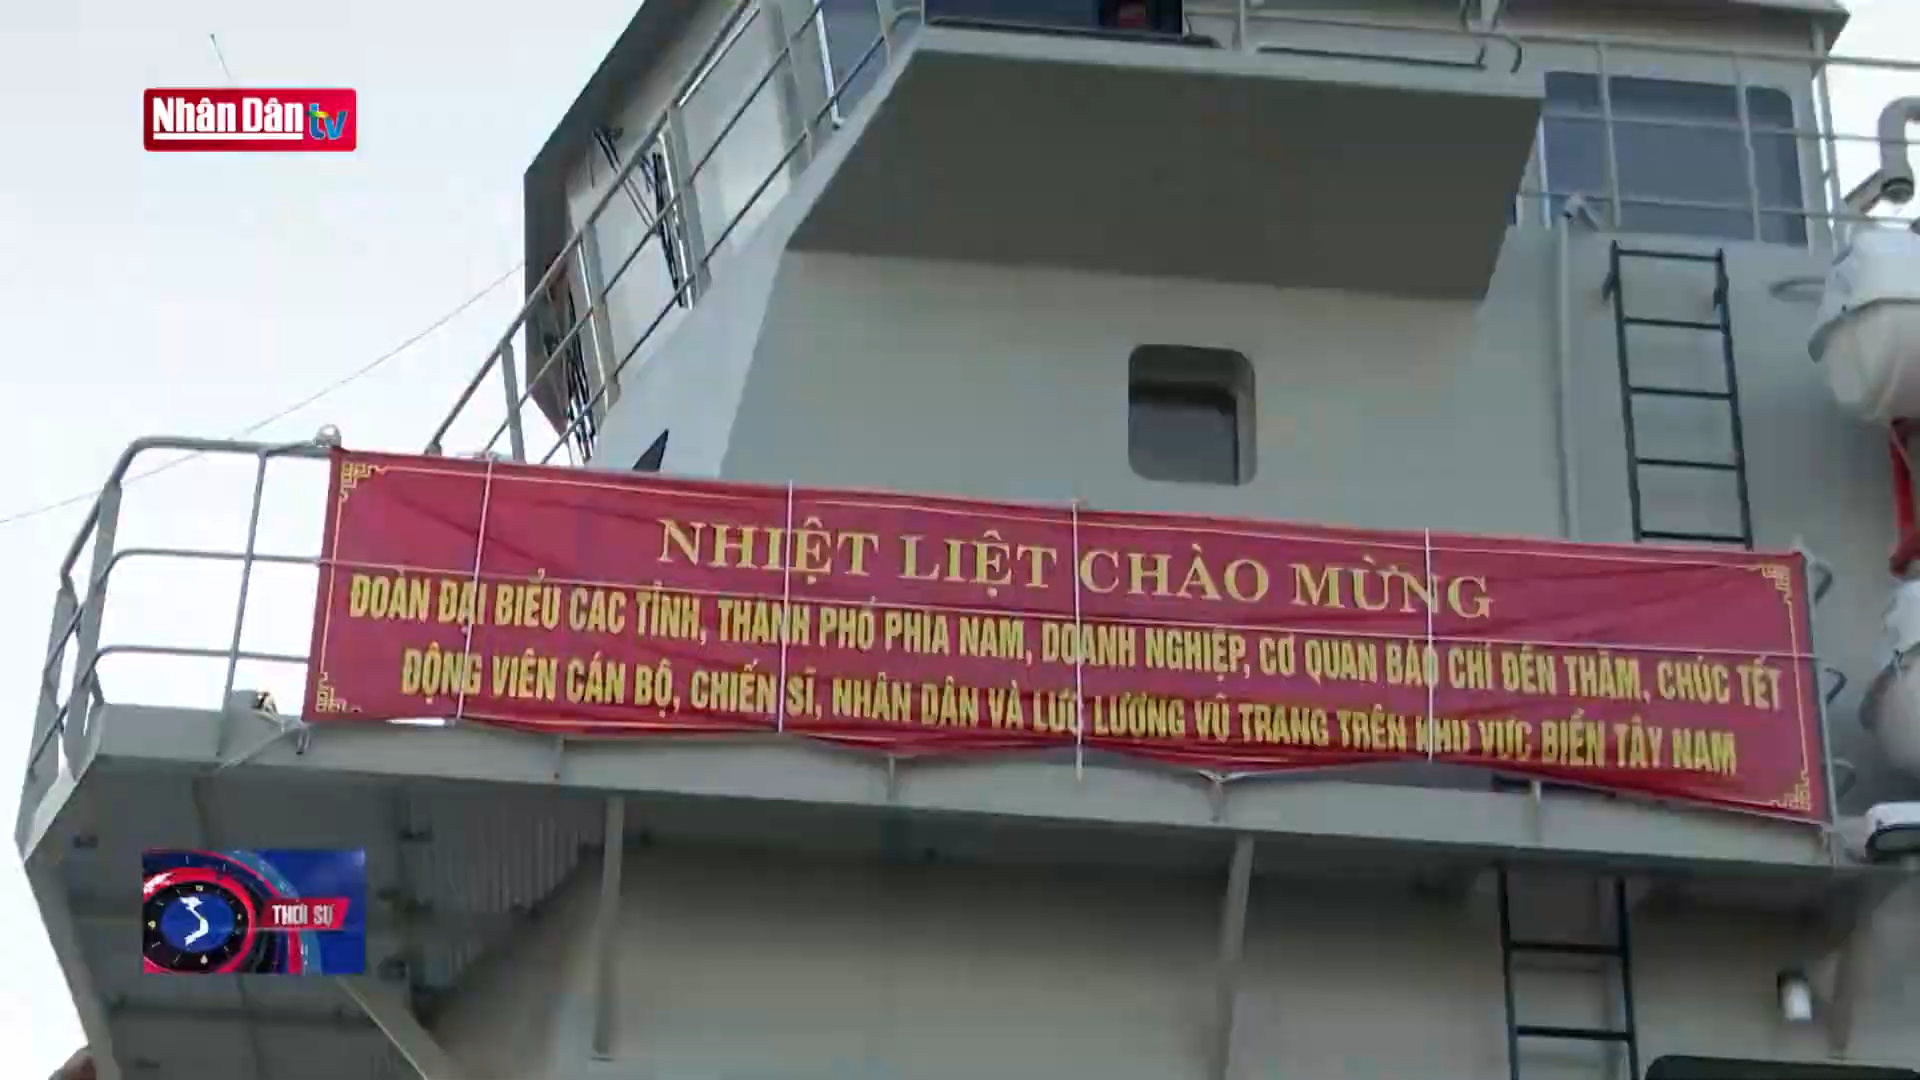 Nhân Dân tv
NHIỆT LIỆT CHÀO MỪNG
ĐOÀN ĐẠI BIỂU CÁC TỈNH, THÀNH PHỐ PHÍA NAM, DOANH NGHIỆP, CƠ QUAN BÁO CHÍ ĐẾN THĂM, CHÚC TẾT
ĐỘNG VIÊN CÁN BỘ, CHIẾN SĨ, NHÂN DÂN VÀ LỰC LƯỢNG VŨ TRANG TRÊN KHU VỰC BIỂN TÂY NAM
THỜI SỰ